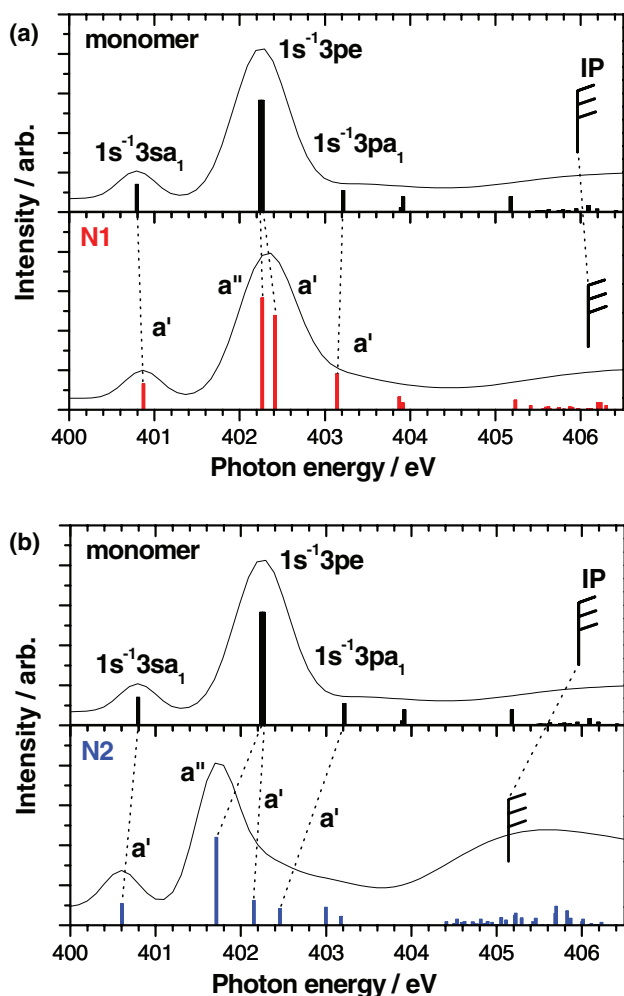 (a)
monomer
1s⁻¹3pe
IP
1s⁻¹3sa₁
1s⁻¹3pa₁
N1
a"
a'
a'
a'
Intensity / arb.
400 401 402 403 404 405 406
Photon energy / eV
(b)
monomer
1s⁻¹3pe
IP
1s⁻¹3sa₁
1s⁻¹3pa₁
N2
a"
a'
a'
a'
Intensity / arb.
400 401 402 403 404 405 406
Photon energy / eV